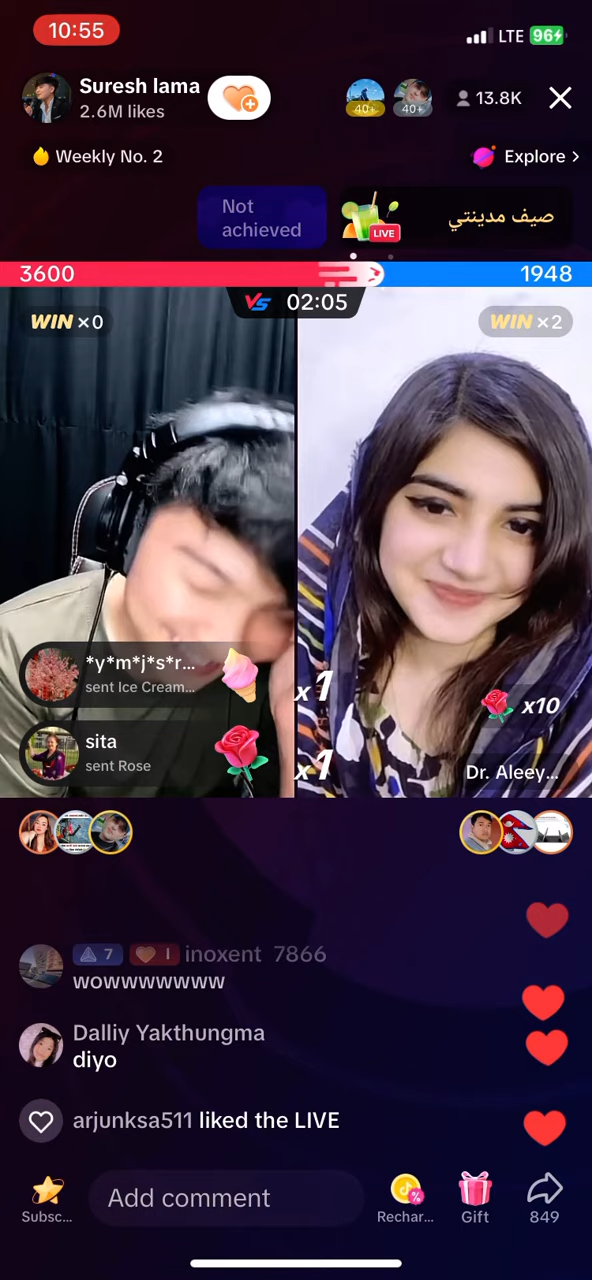 10:55
LTE 96
Suresh lama
2.6M likes
40+
40+
13.8K
Weekly No. 2
Explore >
Not
achieved
LIVE
صيف مدينتي
3600
1948
VS 02:05
WIN ×0
WIN ×2
*y*m*j*s*r...
sent Ice Cream...
x1
x10
sita
sent Rose
x1
Dr. Aleey...
7 I inoxent 7866
wowwwwwww
Dalliy Yakthungma
diyo
arjunksa511 liked the LIVE
Subsc...
Add comment
Rechar...
Gift
849